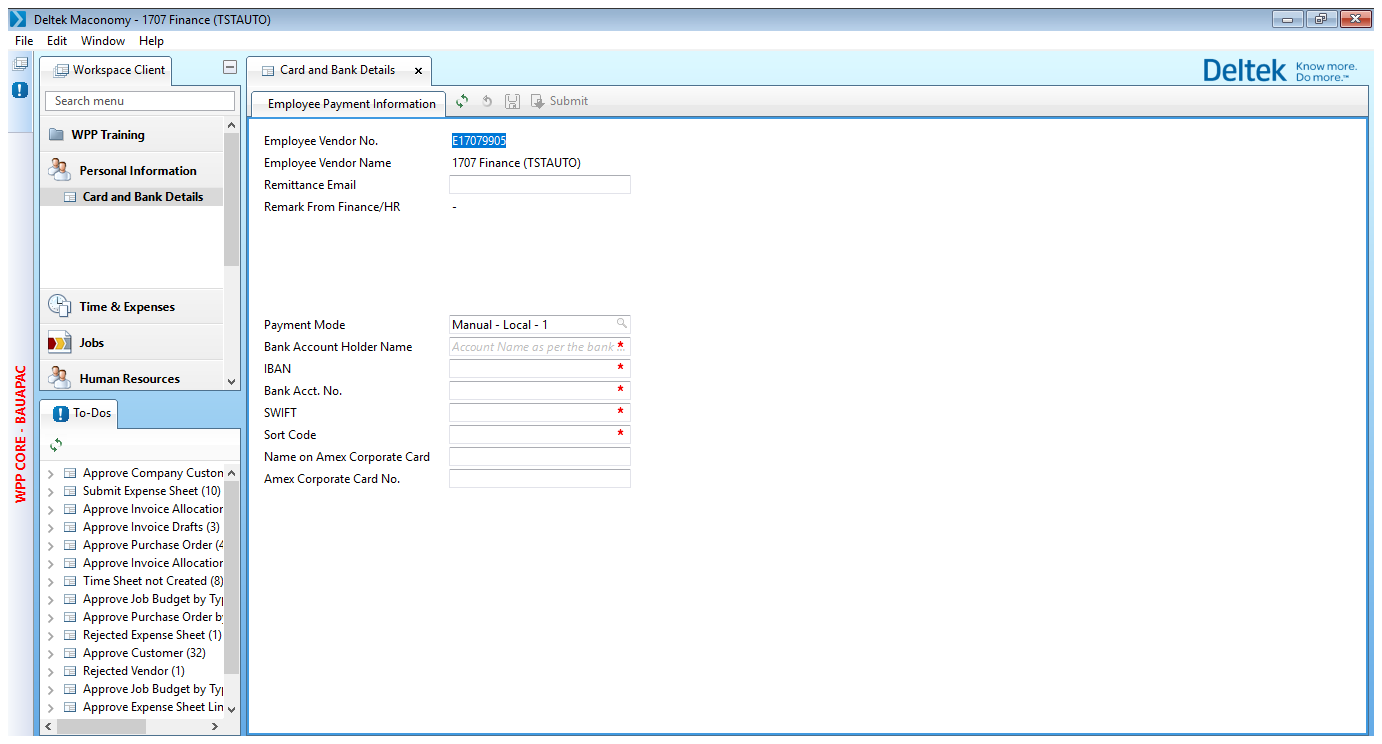 Deltek Maconomy - 1707 Finance (TSTAUTO)
File Edit Window Help
Workspace Client
Search menu
WPP Training
Personal Information
Card and Bank Details
Time & Expenses
Jobs
Human Resources
To-Dos
Approve Company Custon
Submit Expense Sheet (10)
Approve Invoice Allocation
Approve Invoice Drafts (3)
Approve Purchase Order (4
Approve Invoice Allocation
Time Sheet not Created (8)
Approve Job Budget by Typ
Approve Purchase Order by
Rejected Expense Sheet (1)
Approve Customer (32)
Rejected Vendor (1)
Approve Job Budget by Typ
Approve Expense Sheet Lin
WPP CORE - BAUAPAC
Card and Bank Details x
Deltek Know more.
Do more.™
Employee Payment Information Submit
Employee Vendor No. E17079905
Employee Vendor Name 1707 Finance (TSTAUTO)
Remittance Email
Remark From Finance/HR -
Payment Mode Manual - Local - 1
Bank Account Holder Name Account Name as per the bank ... *
IBAN *
Bank Acct. No. *
SWIFT *
Sort Code *
Name on Amex Corporate Card
Amex Corporate Card No.